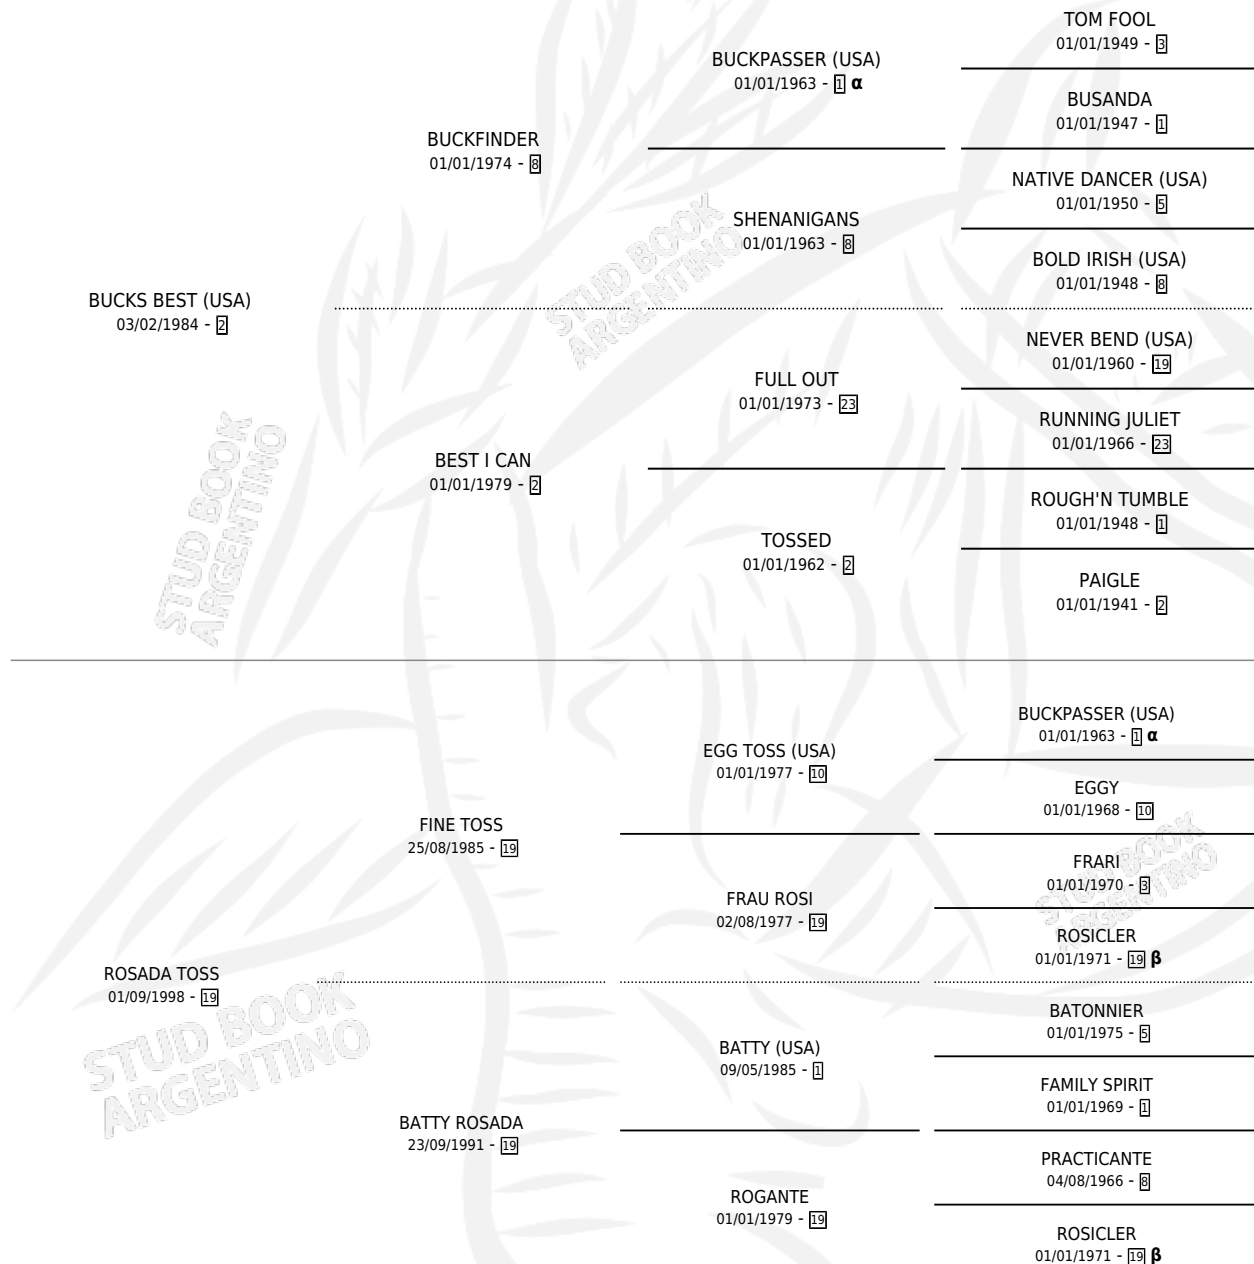 TOM FOOL
01/01/1949 - 3
BUCKPASSER (USA)
01/01/1963 - 1 α
BUSANDA
01/01/1947 - 1
BUCKFINDER
01/01/1974 - 8
NATIVE DANCER (USA)
01/01/1950 - 5
SHENANIGANS
01/01/1963 - 8
BOLD IRISH (USA)
01/01/1948 - 8
BUCKS BEST (USA)
03/02/1984 - 2
NEVER BEND (USA)
01/01/1960 - 19
FULL OUT
01/01/1973 - 23
RUNNING JULIET
01/01/1966 - 23
BEST I CAN
01/01/1979 - 2
ROUGH'N TUMBLE
01/01/1948 - 1
TOSSED
01/01/1962 - 2
PAIGLE
01/01/1941 - 2
BUCKPASSER (USA)
01/01/1963 - 1 α
EGG TOSS (USA)
01/01/1977 - 10
EGGY
01/01/1968 - 10
FINE TOSS
25/08/1985 - 19
FRARI
01/01/1970 - 3
FRAU ROSI
02/08/1977 - 19
ROSICLER
01/01/1971 - 19 β
ROSADA TOSS
01/09/1998 - 19
BATONNIER
01/01/1975 - 5
BATTY (USA)
09/05/1985 - 1
FAMILY SPIRIT
01/01/1969 - 1
BATTY ROSADA
23/09/1991 - 19
PRACTICANTE
04/08/1966 - 8
ROGANTE
01/01/1979 - 19
ROSICLER
01/01/1971 - 19 β
STUD BOOK
ARGENTINO
STUD BOOK
ARGENTINO
STUD BOOK
ARGENTINO
STUD BOOK
ARGENTINO